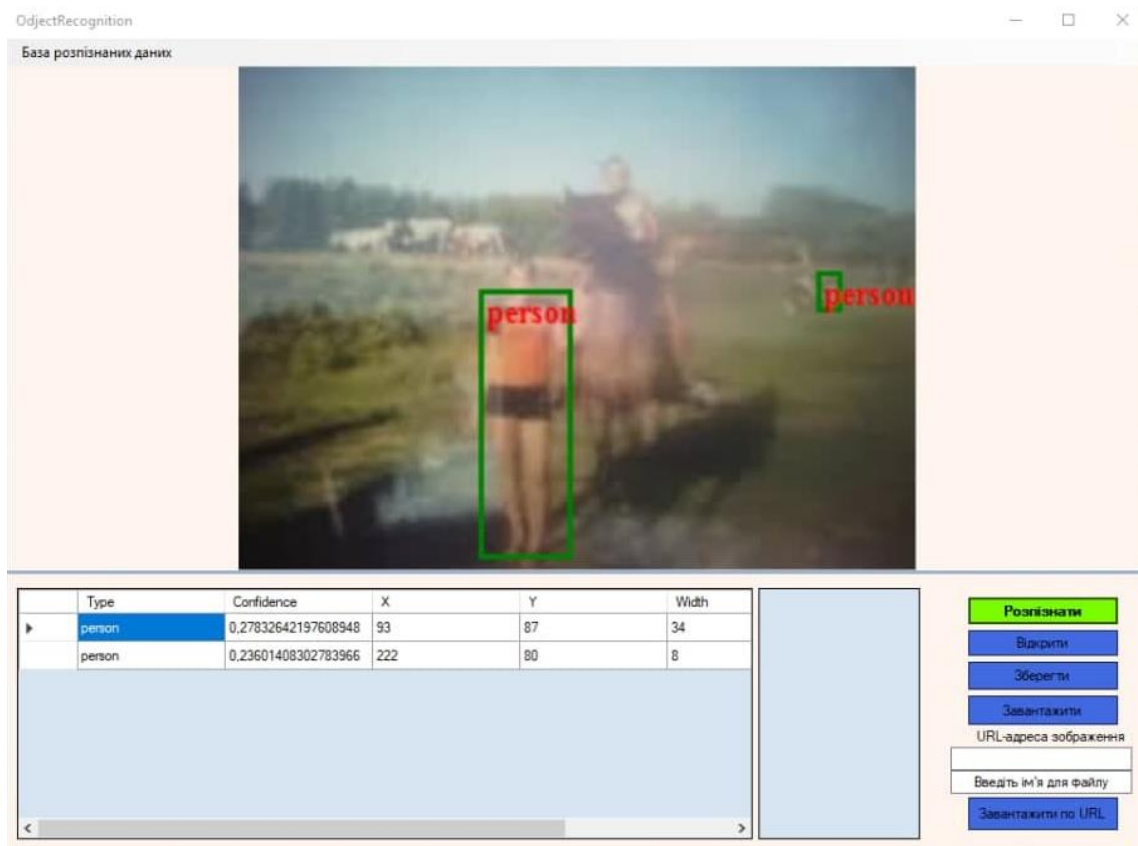 OdjectRecognition
База розпізнаних даних
person
person
Type Confidence X Y Width
person 0,27832642197608948 93 87 34
person 0,23601408302783966 222 80 8
Розпізнати
Відкрити
Зберегти
Завантажити
URL-адреса зображення
Введіть ім'я для файлу
Завантажити по URL